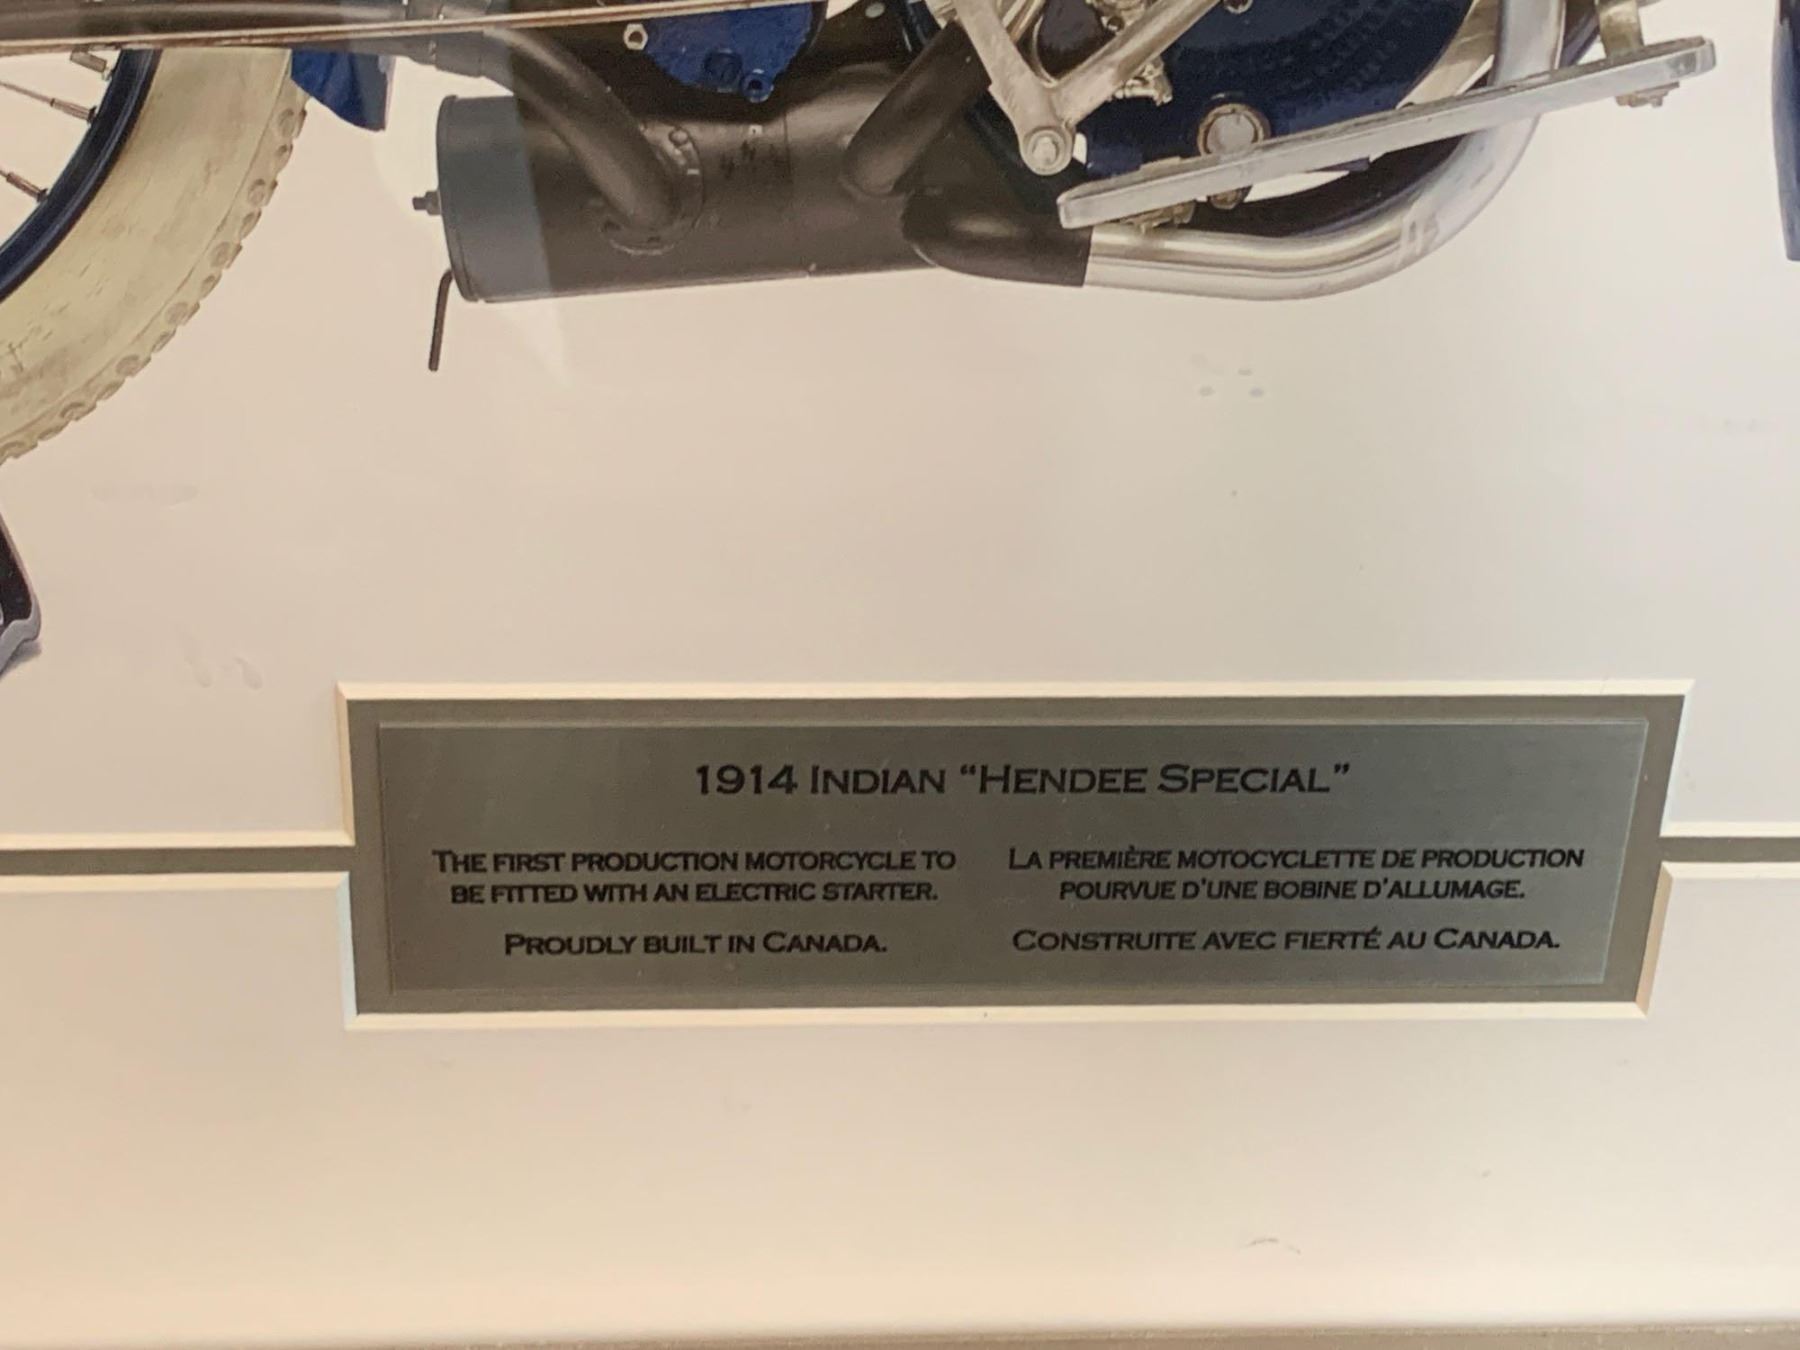 1914 Indian “Hendee Special”
The first production motorcycle to
be fitted with an electric starter.
Proudly built in Canada.
La première motocyclette de production
pourvue d’une bobine d’allumage.
Construite avec fierté au Canada.